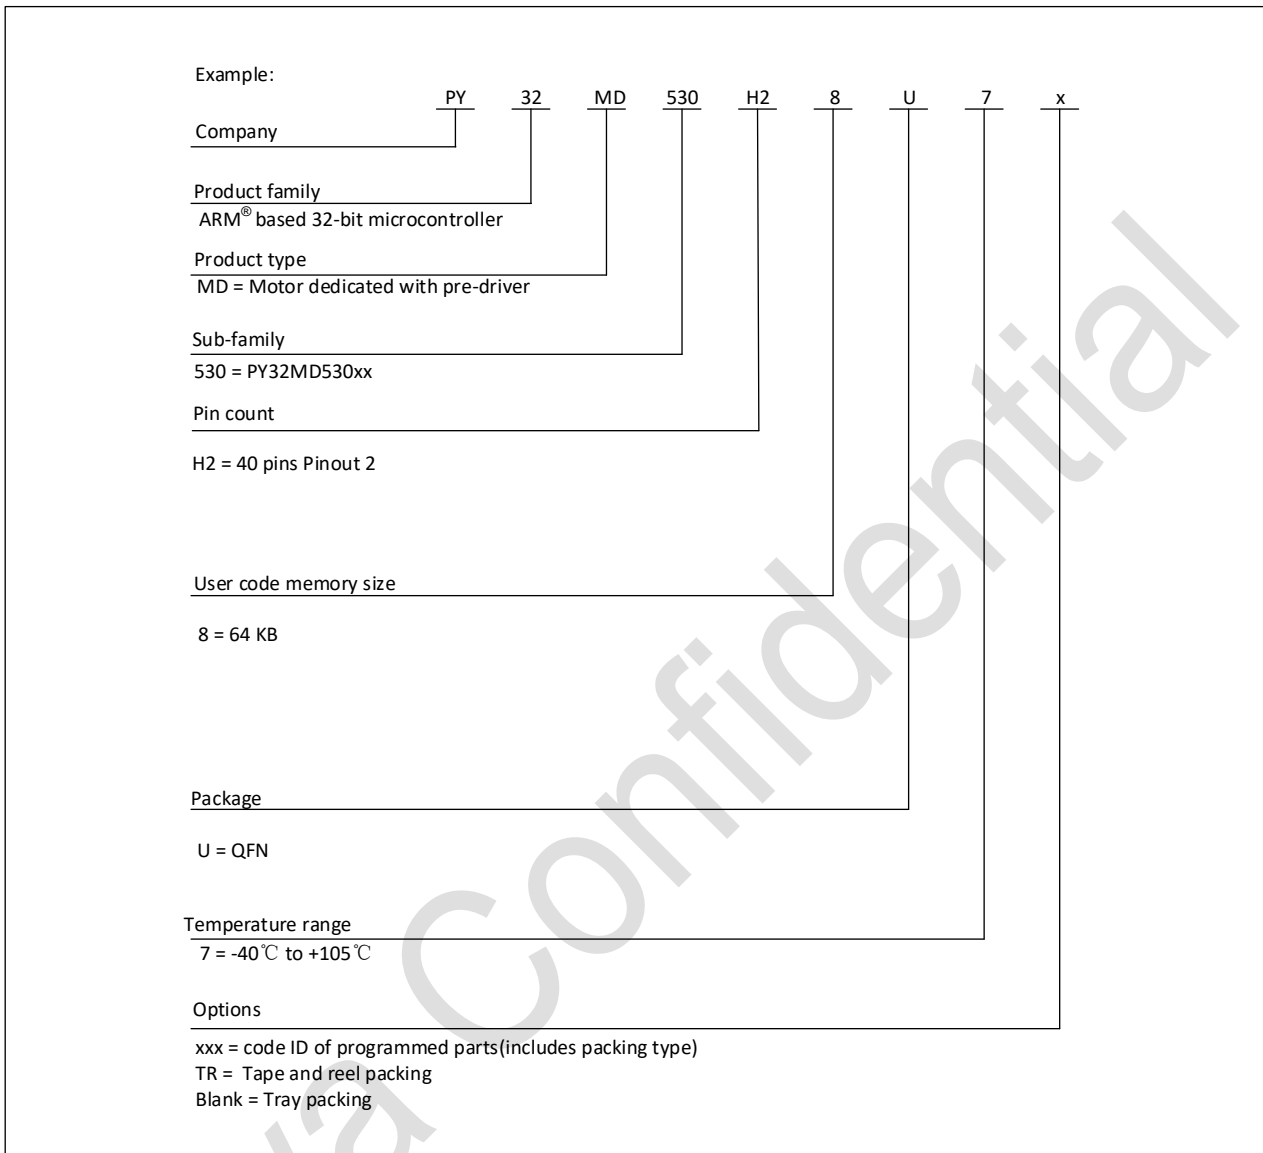 Example:
PY 32 MD 530 H2 8 U 7 x
Company
Product family
ARM® based 32-bit microcontroller
Product type
MD = Motor dedicated with pre-driver
Sub-family
530 = PY32MD530xx
Pin count
H2 = 40 pins Pinout 2
User code memory size
8 = 64 KB
Package
U = QFN
Temperature range
7 = -40℃ to +105℃
Options
xxx = code ID of programmed parts(includes packing type)
TR = Tape and reel packing
Blank = Tray packing
Confidential